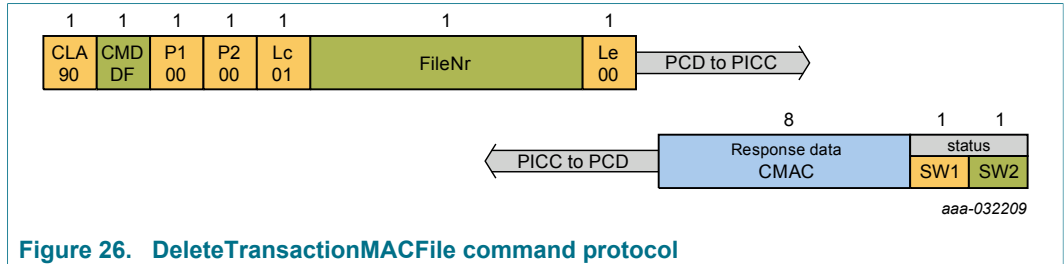 1 1 1 1 1 1 1
CLA CMD P1 P2 Lc FileNr Le PCD to PICC
90 DF 00 00 01 00
8 1 1
PICC to PCD Response data status
CMAC SW1 SW2
aaa-032209
Figure 26. DeleteTransactionMACFile command protocol